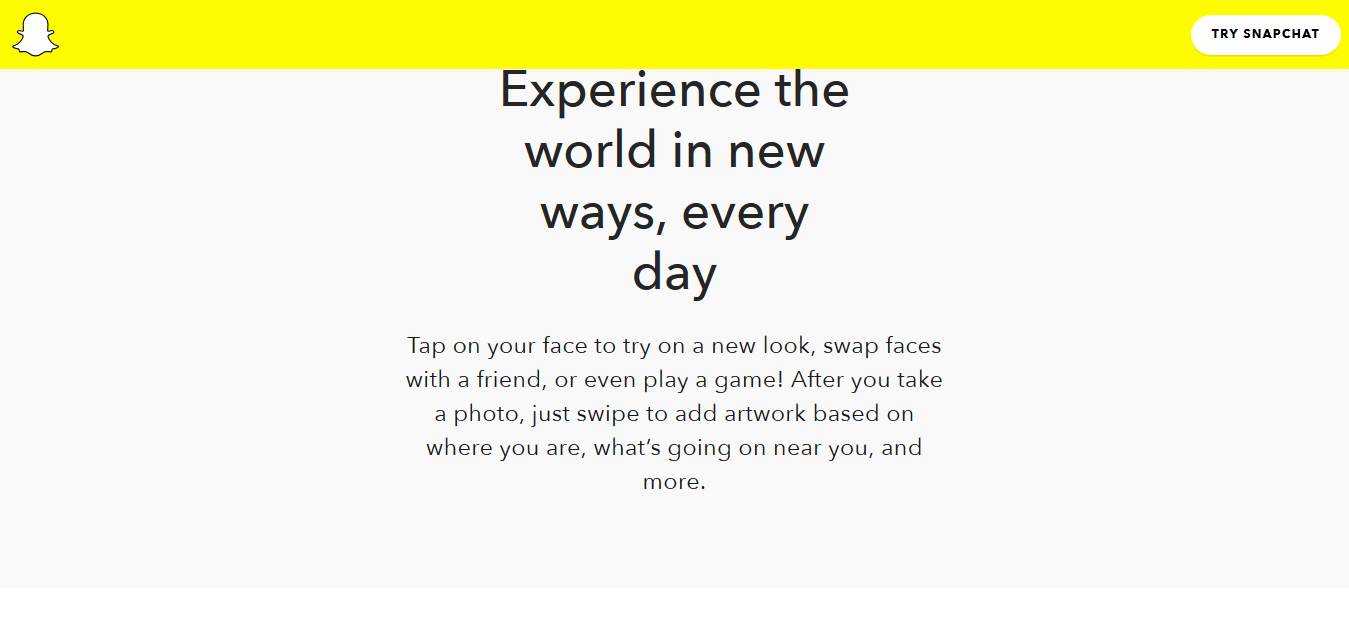 TRY SNAPCHAT
Experience the
world in new
ways, every
day
Tap on your face to try on a new look, swap faces
with a friend, or even play a game! After you take
a photo, just swipe to add artwork based on
where you are, what’s going on near you, and
more.